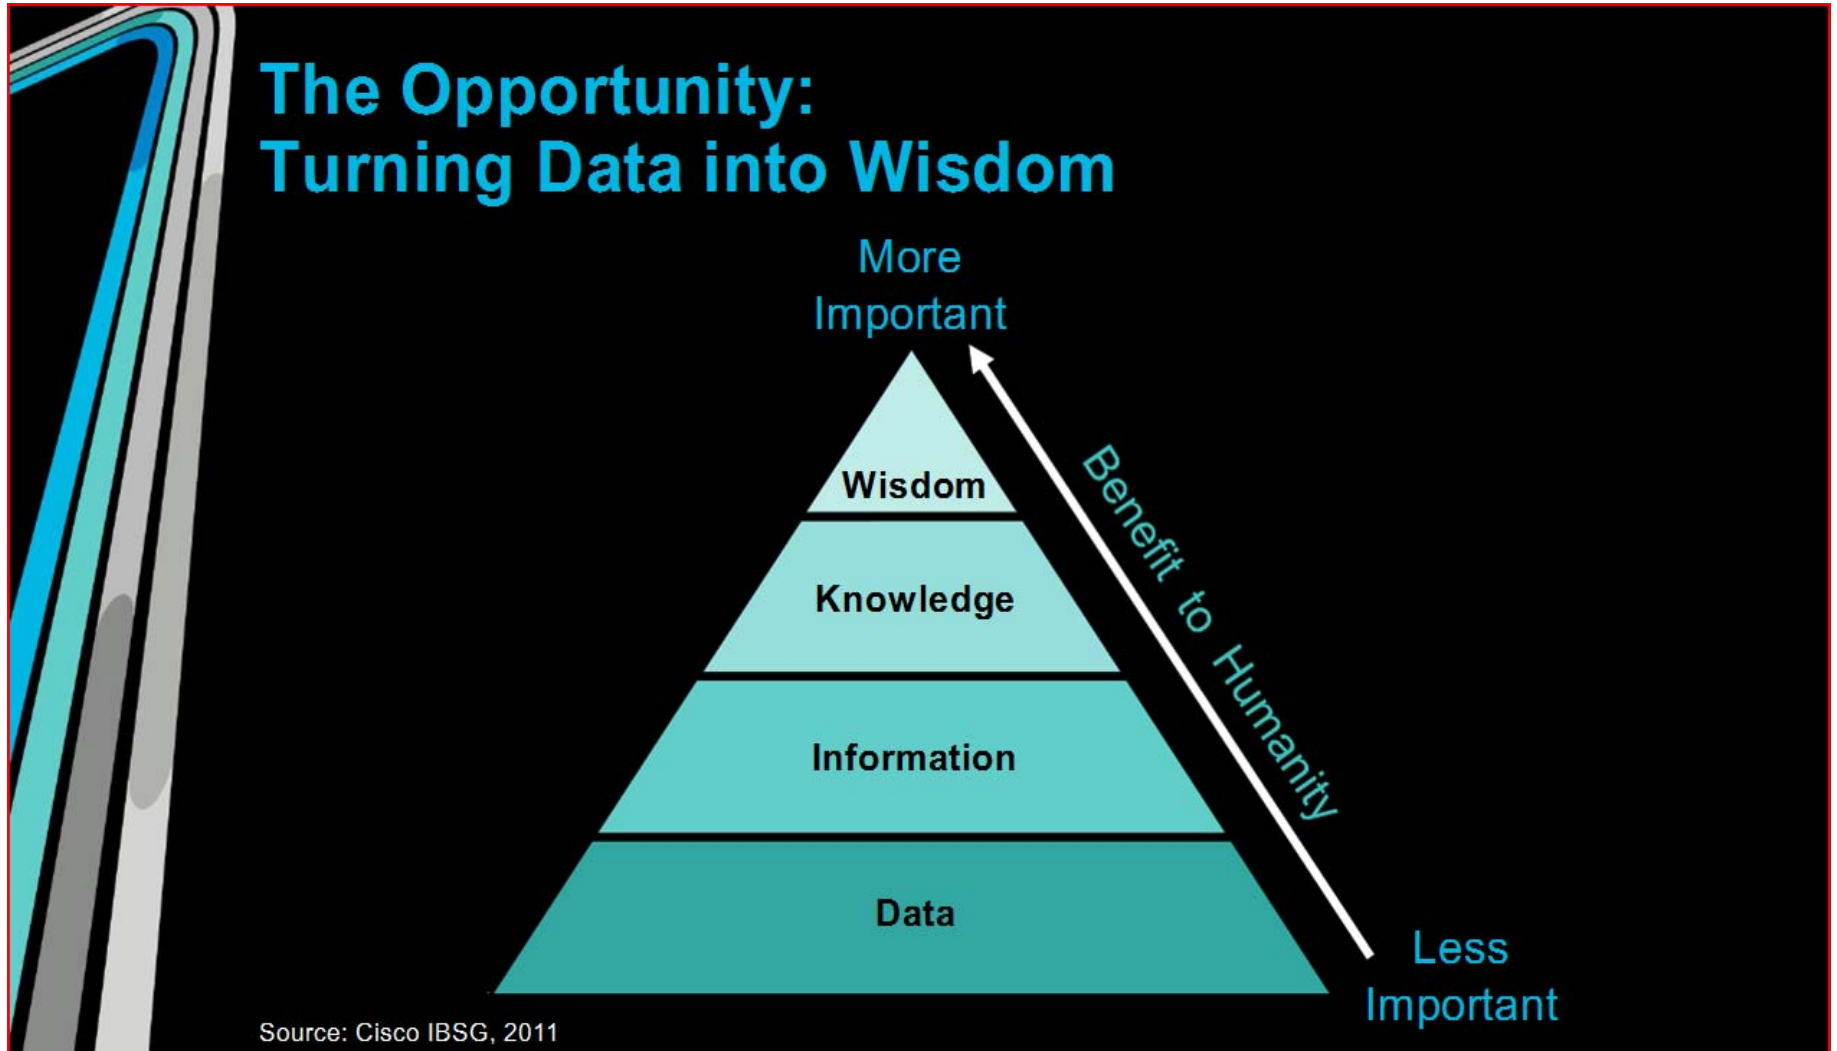 The Opportunity:
Turning Data into Wisdom
More
Important
Wisdom
Knowledge
Information
Data
Benefit to Humanity
Less
Important
Source: Cisco IBSG, 2011